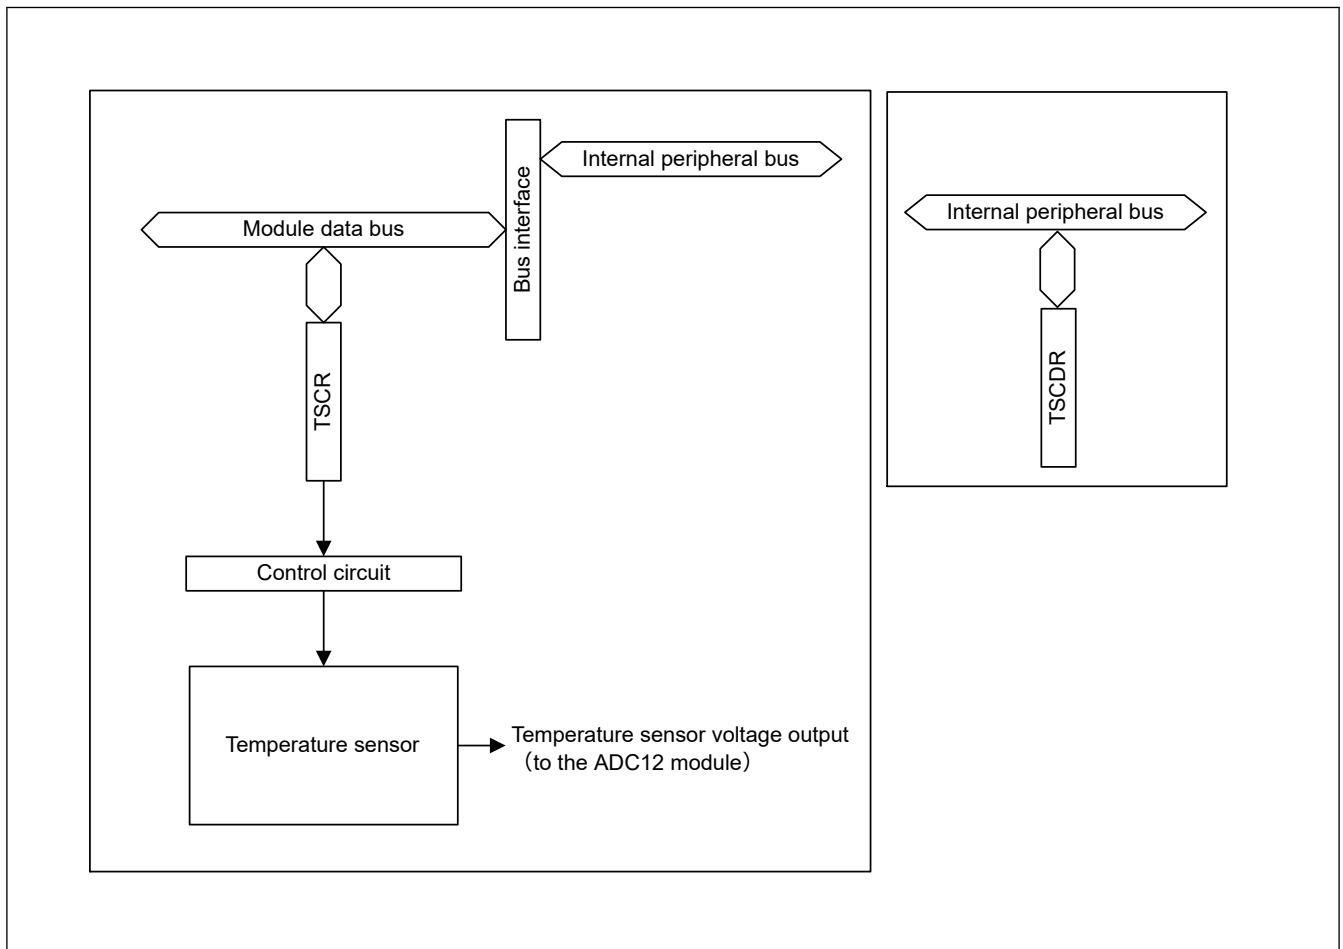 Internal peripheral bus
Bus interface
Module data bus
TSCR
Control circuit
Temperature sensor
Temperature sensor voltage output
（to the ADC12 module）
Internal peripheral bus
TSCDR